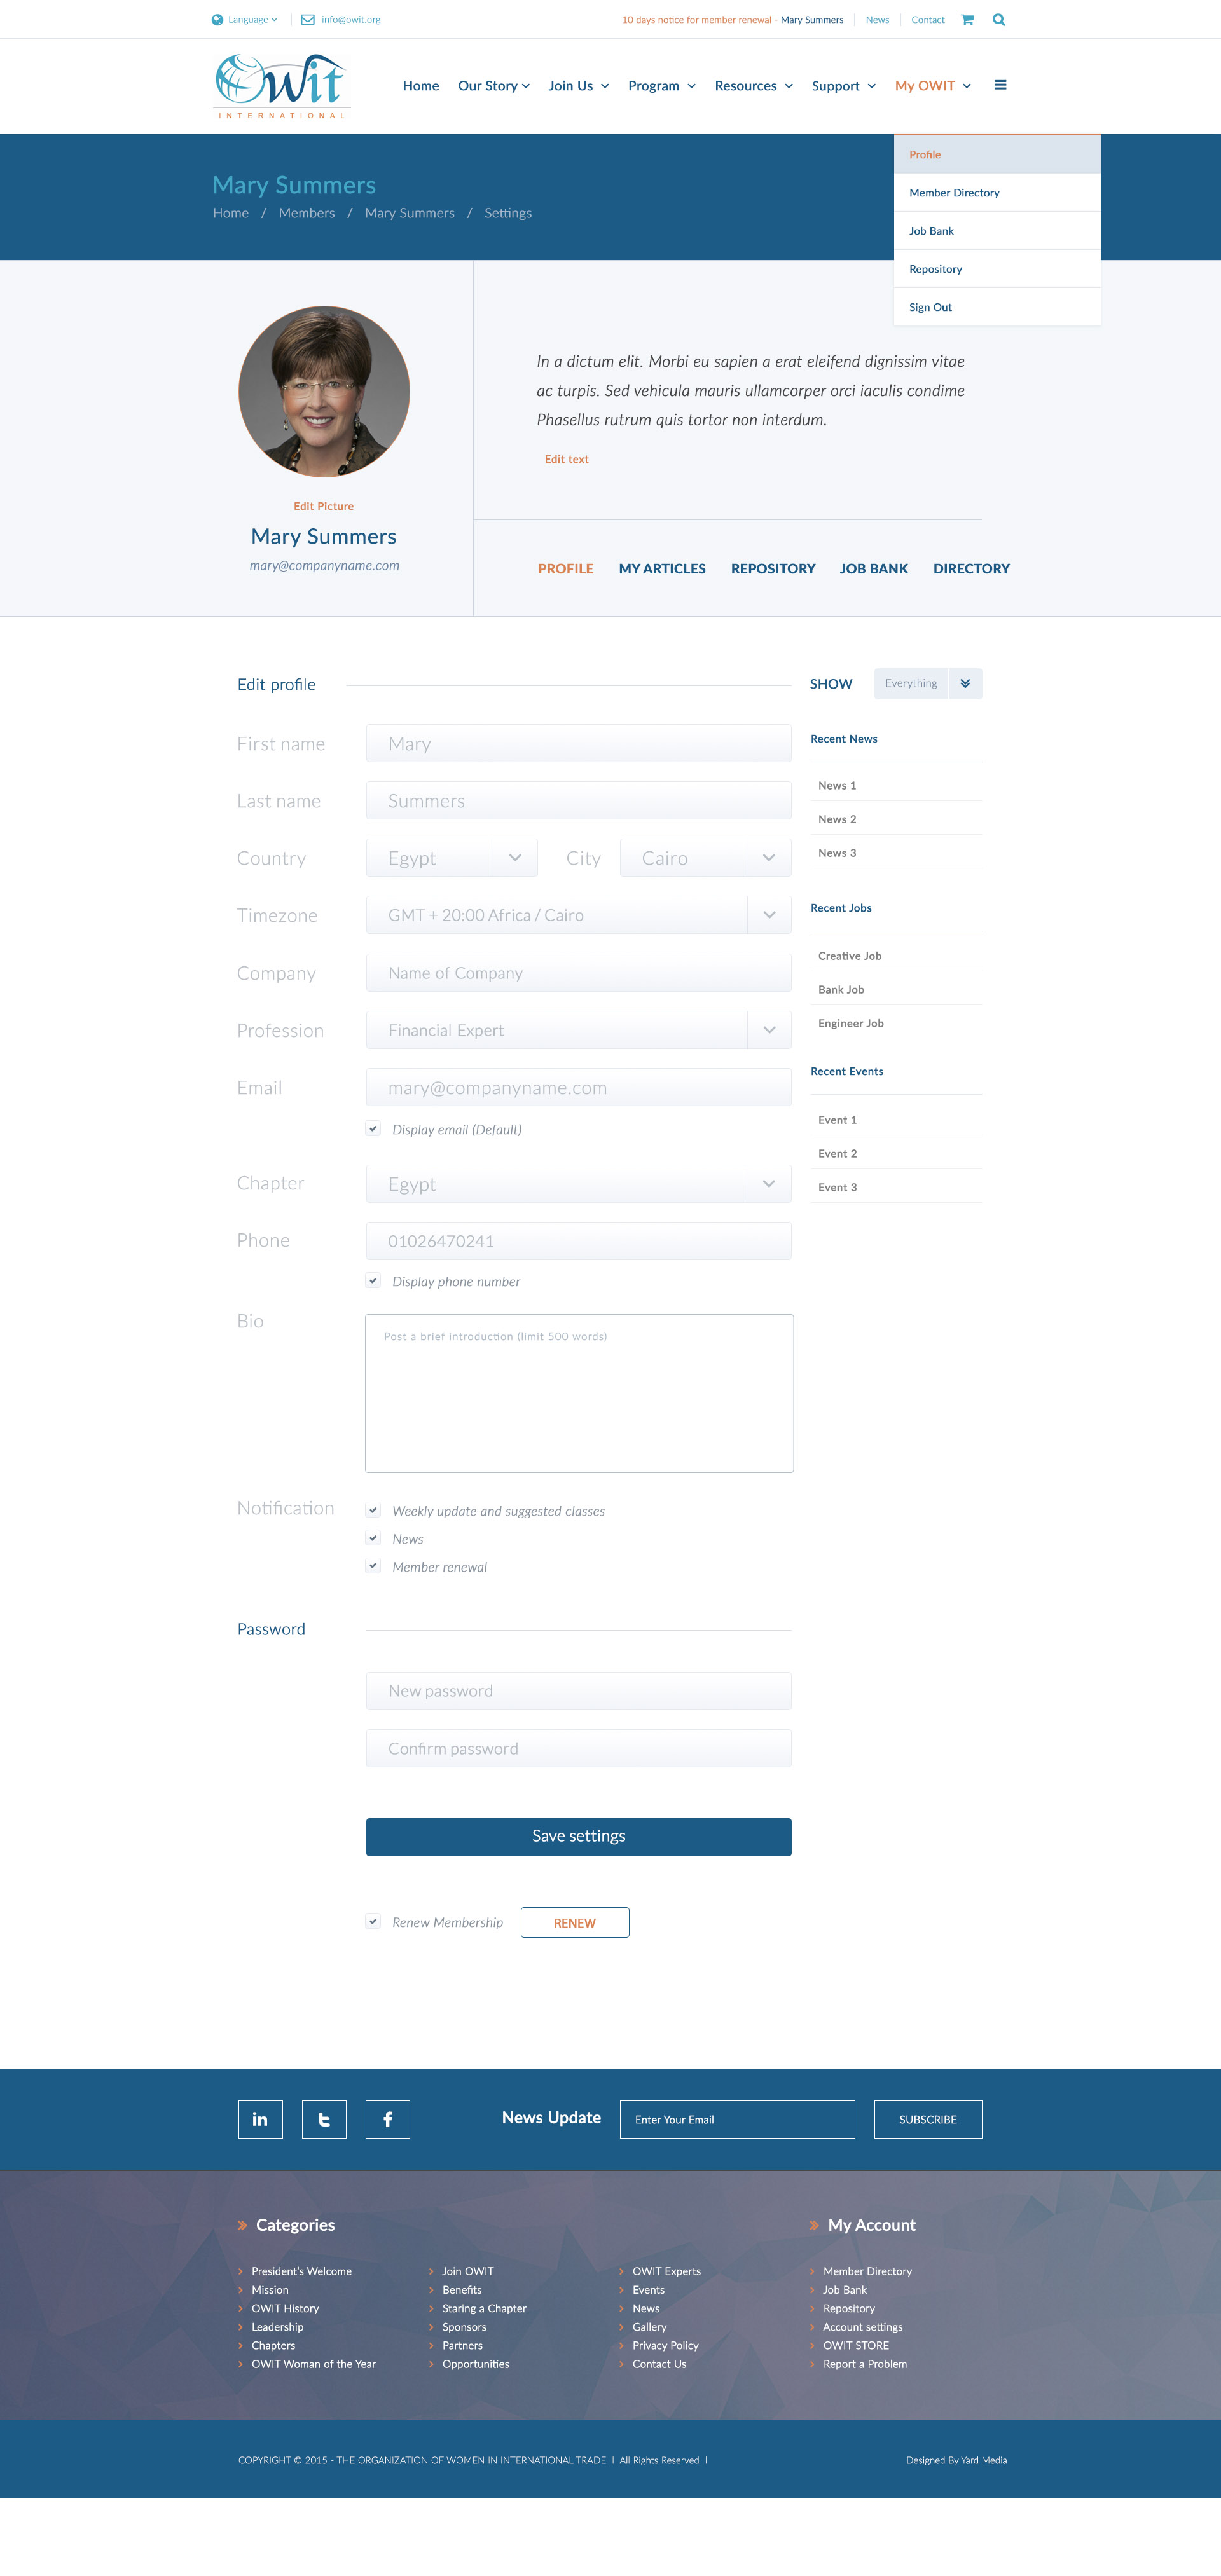 Language
info@owit.org
10 days notice for member renewal - Mary Summers
News
Contact
Owit
INTERNATIONAL
Home
Our Story
Join Us
Program
Resources
Support
My OWIT
Profile
Member Directory
Job Bank
Repository
Sign Out
Mary Summers
Home / Members / Mary Summers / Settings
In a dictum elit. Morbi eu sapien a erat eleifend dignissim vitae
ac turpis. Sed vehicula mauris ullamcorper orci iaculis condime
Phasellus rutrum quis tortor non interdum.
Edit text
Edit Picture
Mary Summers
mary@companyname.com
PROFILE
MY ARTICLES
REPOSITORY
JOB BANK
DIRECTORY
Edit profile
First name
Mary
Last name
Summers
Country
Egypt
City
Cairo
Timezone
GMT + 20:00 Africa / Cairo
Company
Name of Company
Profession
Financial Expert
Email
mary@companyname.com
Display email (Default)
Chapter
Egypt
Phone
01026470241
Display phone number
Bio
Post a brief introduction (limit 500 words)
Notification
Weekly update and suggested classes
News
Member renewal
Password
New password
Confirm password
Save settings
Renew Membership
RENEW
SHOW
Everything
Recent News
News 1
News 2
News 3
Recent Jobs
Creative Job
Bank Job
Engineer Job
Recent Events
Event 1
Event 2
Event 3
in
t
f
News Update
Enter Your Email
SUBSCRIBE
Categories
President's Welcome
Mission
OWIT History
Leadership
Chapters
OWIT Woman of the Year
Join OWIT
Benefits
Staring a Chapter
Sponsors
Partners
Opportunities
OWIT Experts
Events
News
Gallery
Privacy Policy
Contact Us
My Account
Member Directory
Job Bank
Repository
Account settings
OWIT STORE
Report a Problem
COPYRIGHT © 2015 - THE ORGANIZATION OF WOMEN IN INTERNATIONAL TRADE | All Rights Reserved |
Designed By Yard Media